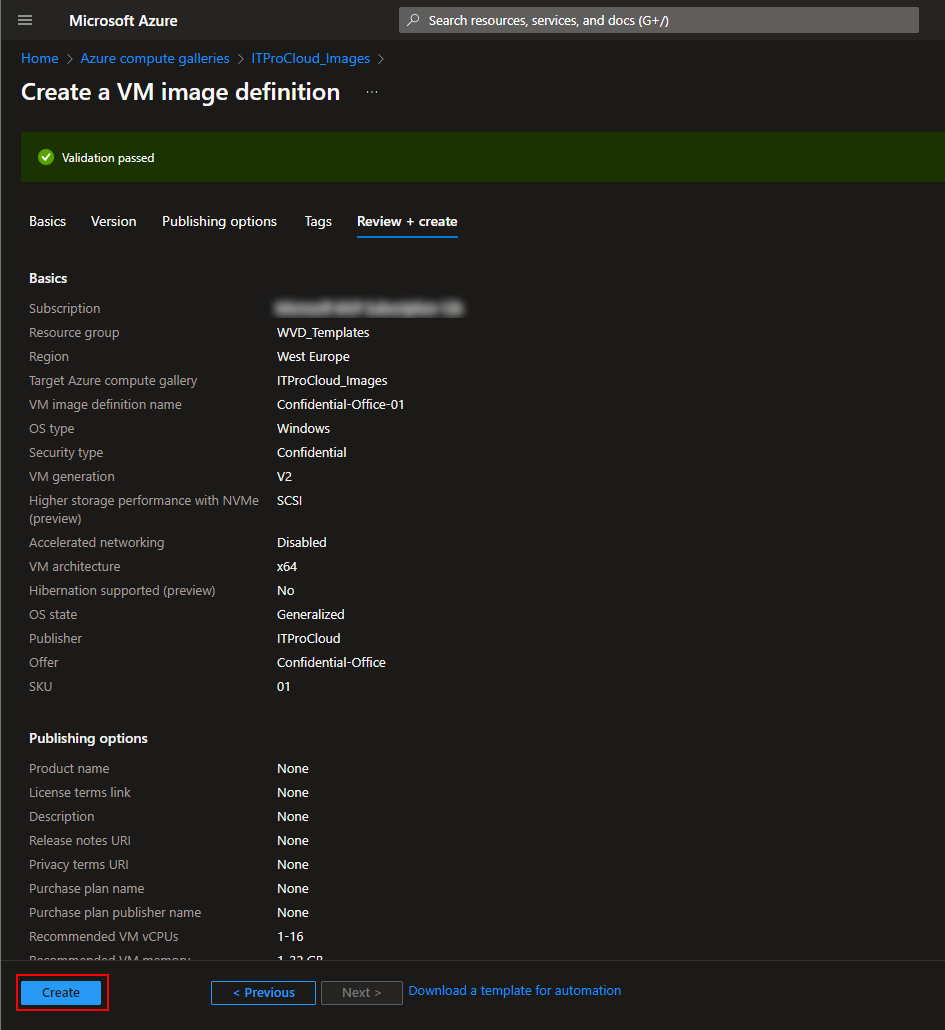 Microsoft Azure
Search resources, services, and docs (G+/)
Home > Azure compute galleries > ITProCloud_Images >
Create a VM image definition ...
Validation passed
Basics Version Publishing options Tags Review + create
Basics
Subscription
Resource group WVD_Templates
Region West Europe
Target Azure compute gallery ITProCloud_Images
VM image definition name Confidential-Office-01
OS type Windows
Security type Confidential
VM generation V2
Higher storage performance with NVMe SCSI
(preview)
Accelerated networking Disabled
VM architecture x64
Hibernation supported (preview) No
OS state Generalized
Publisher ITProCloud
Offer Confidential-Office
SKU 01
Publishing options
Product name None
License terms link None
Description None
Release notes URI None
Privacy terms URI None
Purchase plan name None
Purchase plan publisher name None
Recommended VM vCPUs 1-16
Recommended VM memory 1-32 GB
Create < Previous Next > Download a template for automation